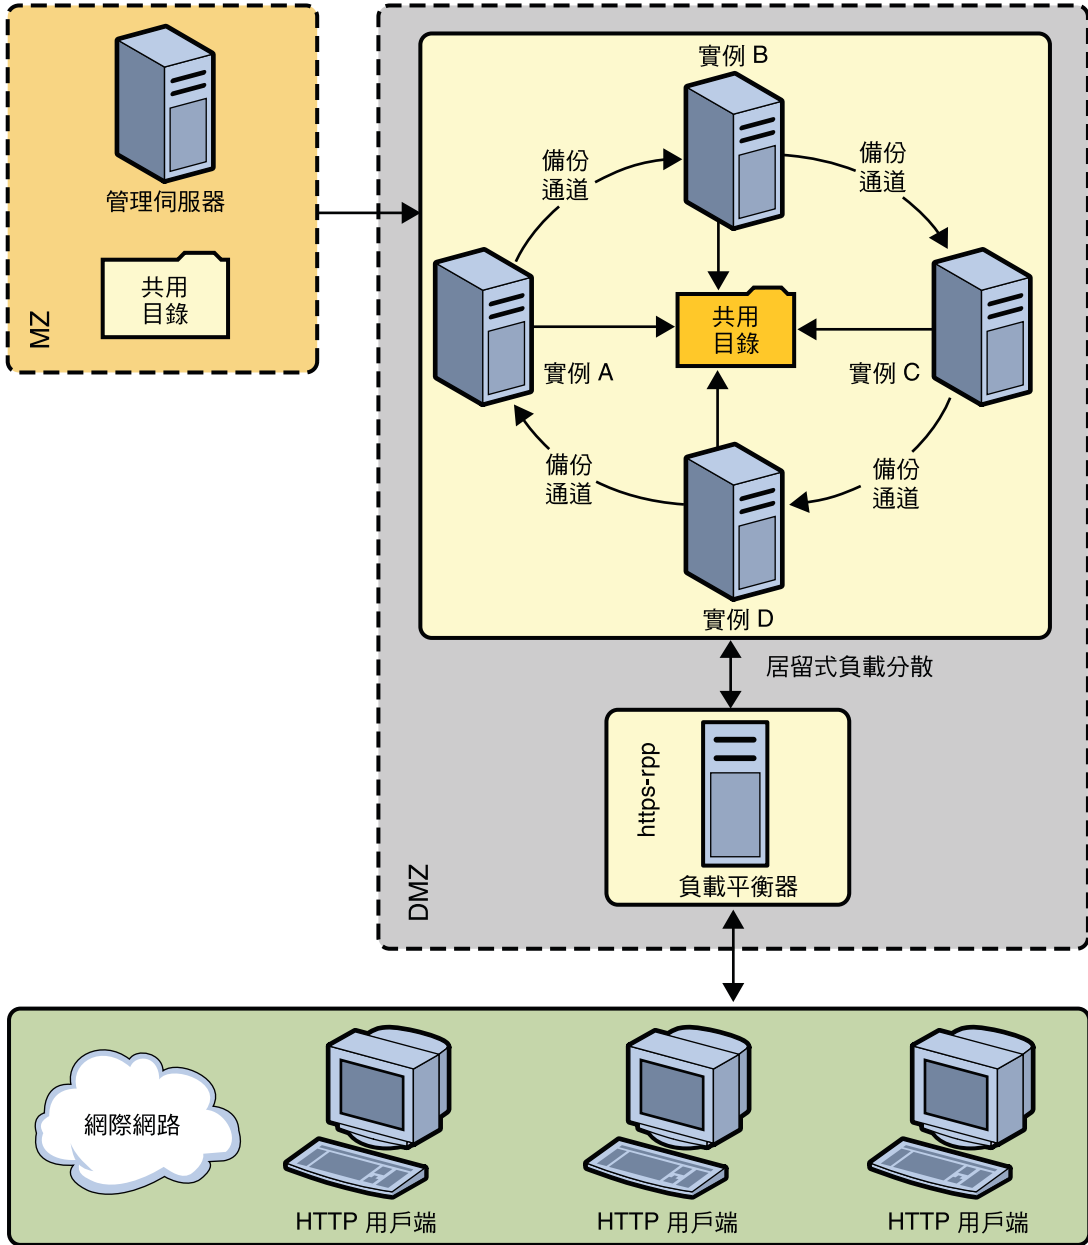 管理伺服器
共用
目錄
MZ
實例 B
備份
通道
備份
通道
共用
目錄
實例 A
實例 C
備份
通道
備份
通道
實例 D
居留式負載分散
https-rpp
負載平衡器
DMZ
網際網路
HTTP 用戶端
HTTP 用戶端
HTTP 用戶端